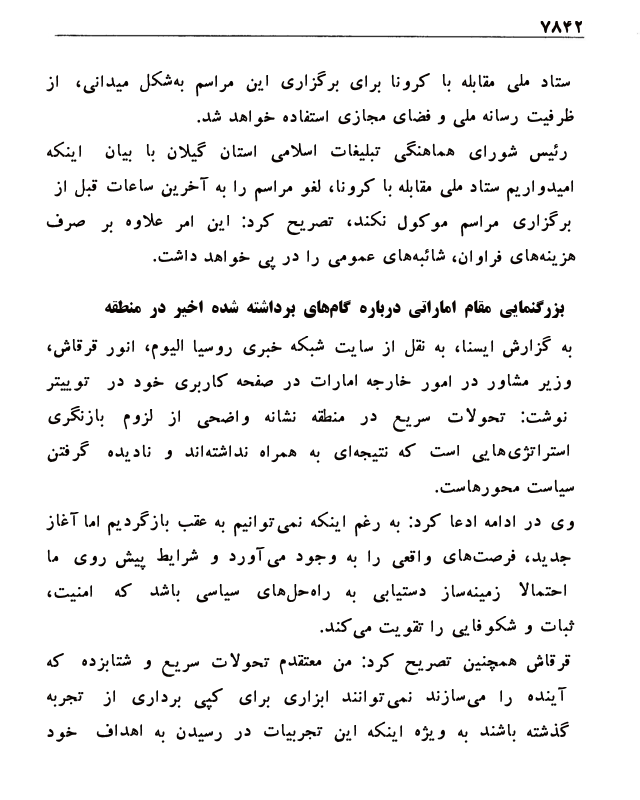 ۷۸۴۲
ستاد ملی مقابله با کرونا برای برگزاری این مراسم به‌شکل میدانی، از
ظرفیت رسانه ملی و فضای مجازی استفاده خواهد شد.
رئیس شورای هماهنگی تبلیغات اسلامی استان گیلان با بیان اینکه
امیدواریم ستاد ملی مقابله با کرونا، لغو مراسم را به آخرین ساعات قبل از
برگزاری مراسم موکول نکند، تصریح کرد: این امر علاوه بر صرف
هزینه‌های فراوان، شائبه‌های عمومی را در پی خواهد داشت.
بزرگنمایی مقام اماراتی درباره گام‌های برداشته شده اخیر در منطقه
به گزارش ایسنا، به نقل از سایت شبکه خبری روسیا الیوم، انور قرقاش،
وزیر مشاور در امور خارجه امارات در صفحه کاربری خود در توییتر
نوشت: تحولات سریع در منطقه نشانه واضحی از لزوم بازنگری
استراتژی‌هایی است که نتیجه‌ای به همراه نداشته‌اند و نادیده گرفتن
سیاست محورهاست.
وی در ادامه ادعا کرد: به رغم اینکه نمی‌توانیم به عقب بازگردیم اما آغاز
جدید، فرصت‌های واقعی را به وجود می‌آورد و شرایط پیش روی ما
احتمالا زمینه‌ساز دستیابی به راه‌حل‌های سیاسی باشد که امنیت،
ثبات و شکوفایی را تقویت می‌کند.
قرقاش همچنین تصریح کرد: من معتقدم تحولات سریع و شتابزده که
آینده را می‌سازند نمی‌توانند ابزاری برای کپی برداری از تجربه
گذشته باشند به ویژه اینکه این تجربیات در رسیدن به اهداف خود